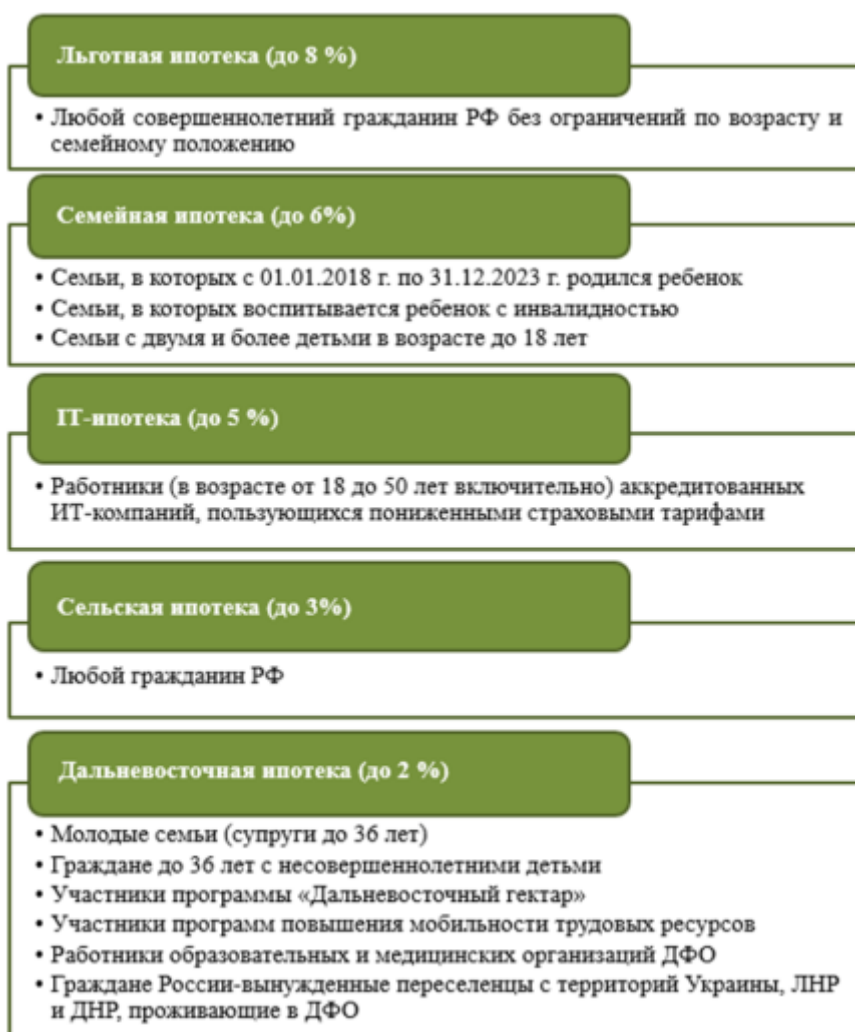 Льготная ипотека (до 8 %)
• Любой совершеннолетний гражданин РФ без ограничений по возрасту и
семейному положению
Семейная ипотека (до 6%)
• Семьи, в которых с 01.01.2018 г. по 31.12.2023 г. родился ребенок
• Семьи, в которых воспитывается ребенок с инвалидностью
• Семьи с двумя и более детьми в возрасте до 18 лет
IT-ипотека (до 5 %)
• Работники (в возрасте от 18 до 50 лет включительно) аккредитованных
ИТ-компаний, пользующихся пониженными страховыми тарифами
Сельская ипотека (до 3%)
• Любой гражданин РФ
Дальневосточная ипотека (до 2 %)
• Молодые семьи (супруги до 36 лет)
• Граждане до 36 лет с несовершеннолетними детьми
• Участники программы «Дальневосточный гектар»
• Участники программ повышения мобильности трудовых ресурсов
• Работники образовательных и медицинских организаций ДФО
• Граждане России-вынужденные переселенцы с территорий Украины, ЛНР
и ДНР, проживающие в ДФО